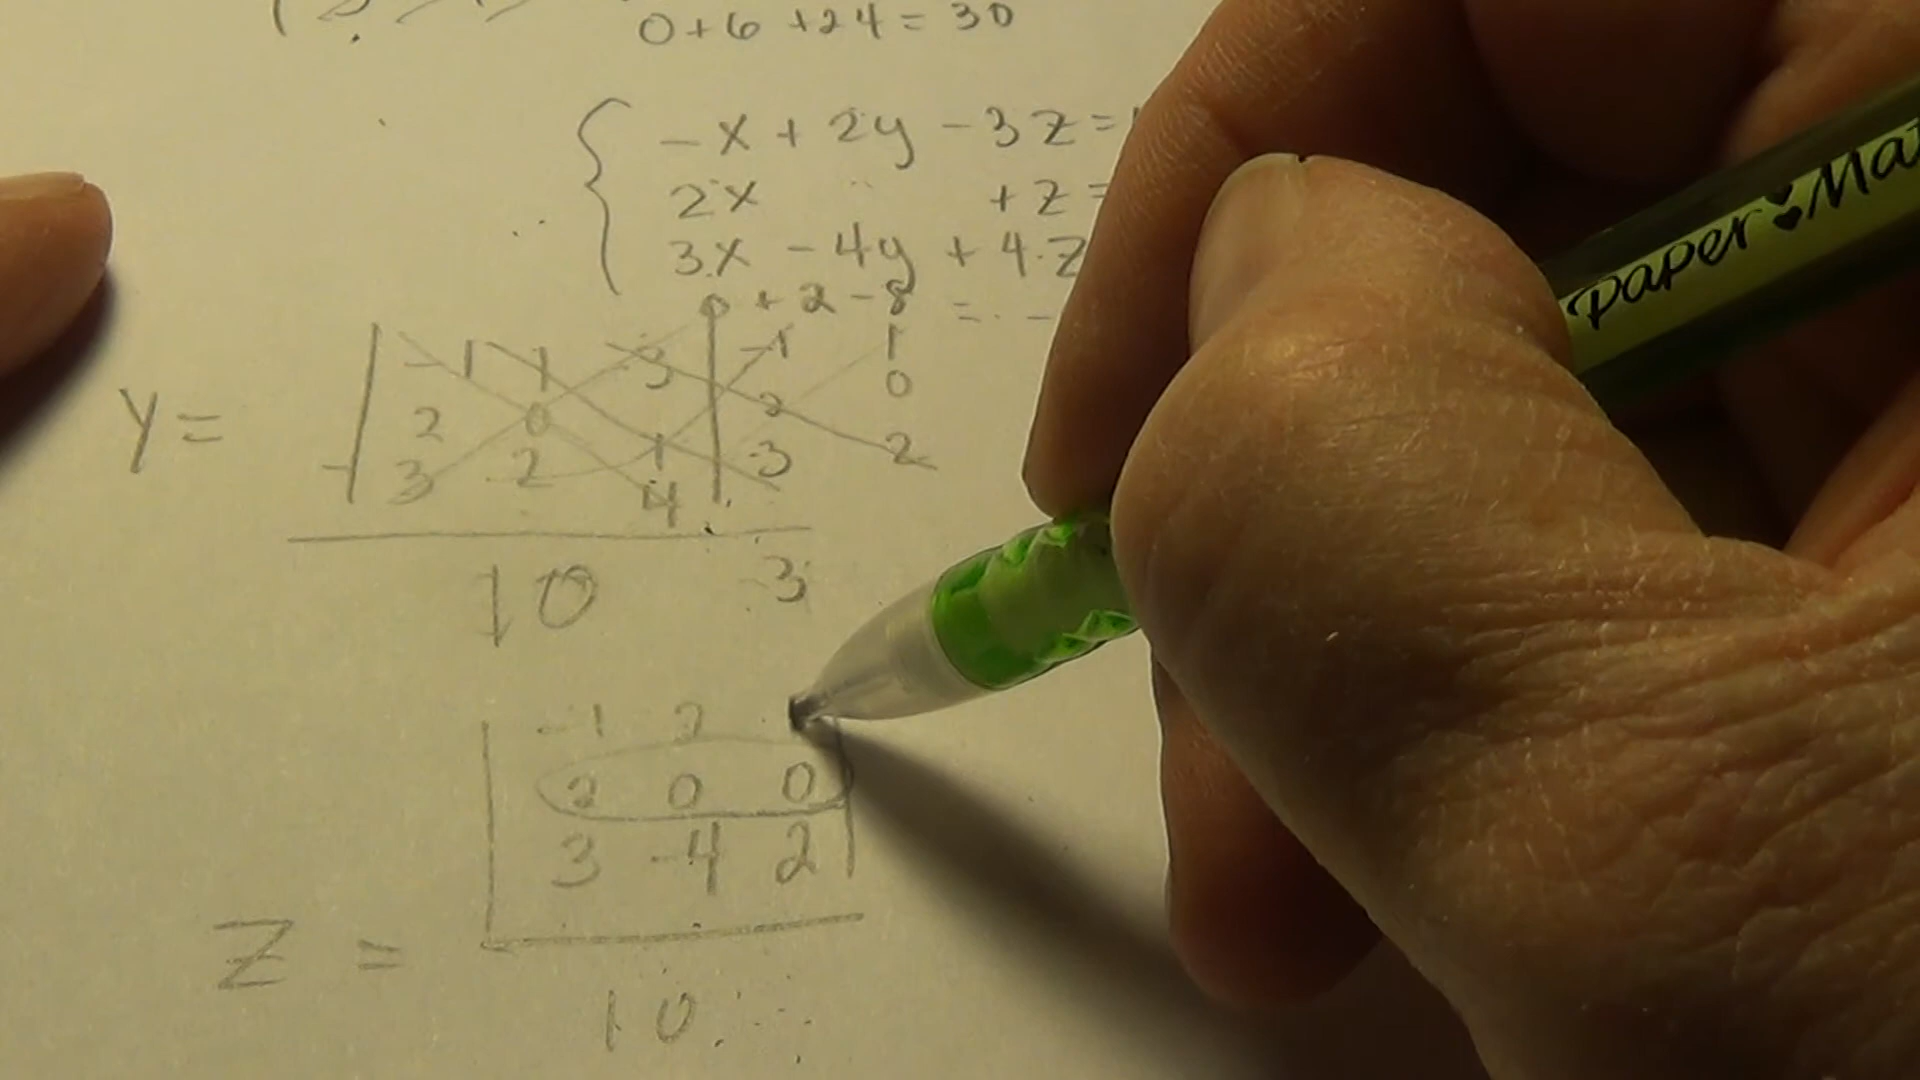 0+6+24=30
-x+2y-3z=
2x +z=
3x-4y+4z
0+2-8 = -
-1 1 -3 -1 1
2 0 1 2 0
3 2 4 3 2
Y=
10 3
-1 2
2 0 0
3 -4 2
Z =
10
Paper Mat